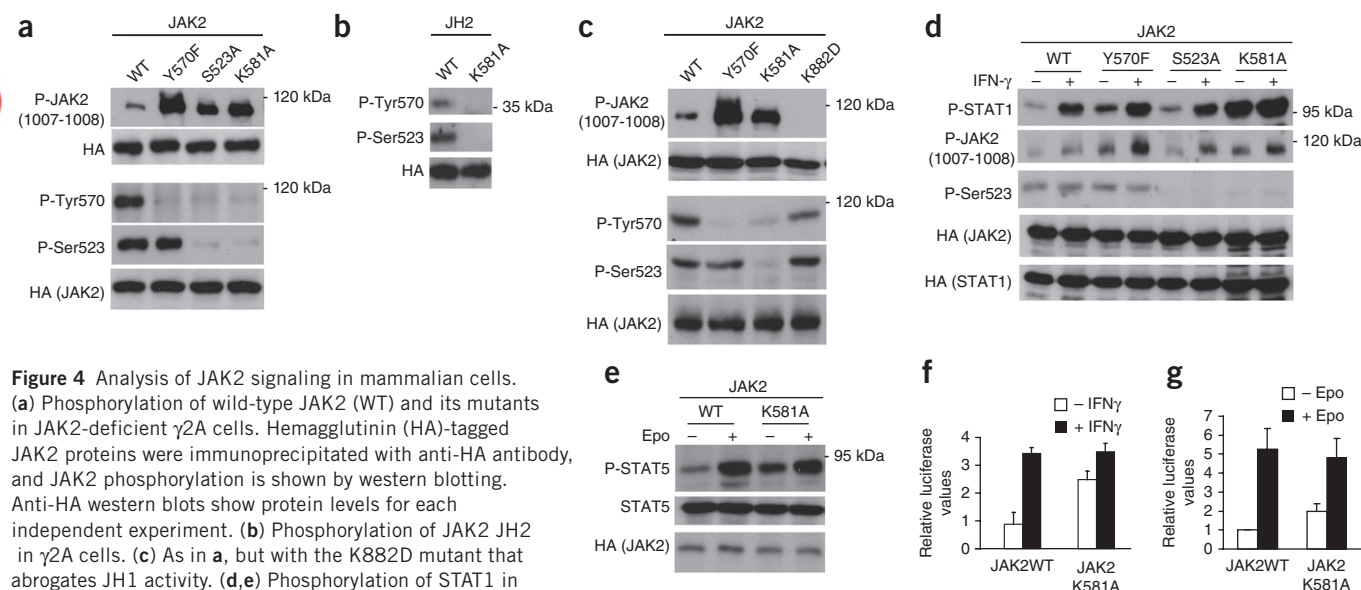 a
JAK2
WT Y570F S523A K581A
P-JAK2
(1007-1008)
- 120 kDa
HA
- 120 kDa
P-Tyr570
P-Ser523
HA (JAK2)
b
JH2
WT K581A
P-Tyr570
- 35 kDa
P-Ser523
HA
c
JAK2
WT Y570F K581A K882D
P-JAK2
(1007-1008)
- 120 kDa
HA (JAK2)
P-Tyr570
- 120 kDa
P-Ser523
HA (JAK2)
d
JAK2
WT Y570F S523A K581A
IFN-γ – + – + – + – +
P-STAT1
- 95 kDa
P-JAK2
(1007-1008)
- 120 kDa
P-Ser523
HA (JAK2)
HA (STAT1)
Figure 4 Analysis of JAK2 signaling in mammalian cells.
(a) Phosphorylation of wild-type JAK2 (WT) and its mutants
in JAK2-deficient γ2A cells. Hemagglutinin (HA)-tagged
JAK2 proteins were immunoprecipitated with anti-HA antibody,
and JAK2 phosphorylation is shown by western blotting.
Anti-HA western blots show protein levels for each
independent experiment. (b) Phosphorylation of JAK2 JH2
in γ2A cells. (c) As in a, but with the K882D mutant that
abrogates JH1 activity. (d,e) Phosphorylation of STAT1 in
e
JAK2
WT K581A
Epo – + – +
P-STAT5
- 95 kDa
STAT5
HA (JAK2)
f
– IFNγ
+ IFNγ
Relative luciferase
values
4
3
2
1
0
JAK2WT
JAK2
K581A
g
– Epo
+ Epo
Relative luciferase
values
7
6
5
4
3
2
1
0
JAK2WT
JAK2
K581A